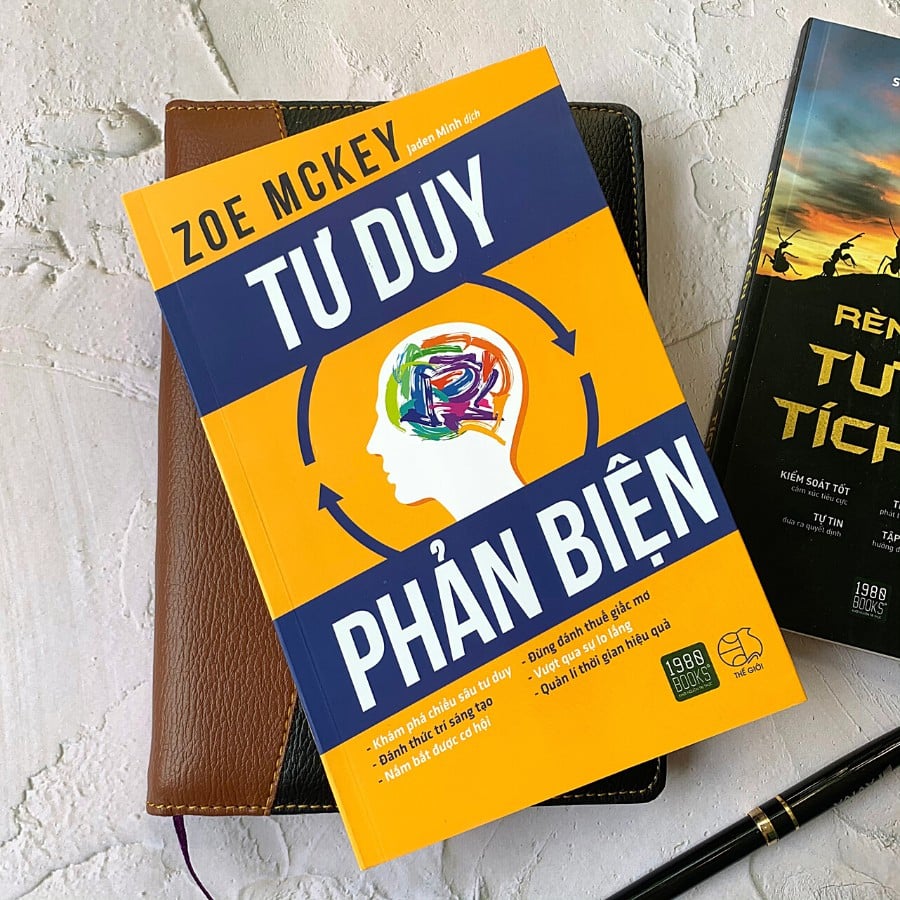 ZOE MCKEY
Jaden Minh dịch
TƯ DUY
PHẢN BIỆN
- Khám phá chiều sâu tư duy
- Đánh thức trí sáng tạo
- Nắm bắt được cơ hội
- Đừng đánh thuế giấc mơ
- Vượt qua sự lo lắng
- Quản lí thời gian hiệu quả
1980
BOOKS
THẾ GIỚI
RÈN
TƯ
TÍCH
KIỂM SOÁT TỐT
cảm xúc tiêu cực
TỰ TIN
đưa ra quyết định
TẬP
1980
BOOKS